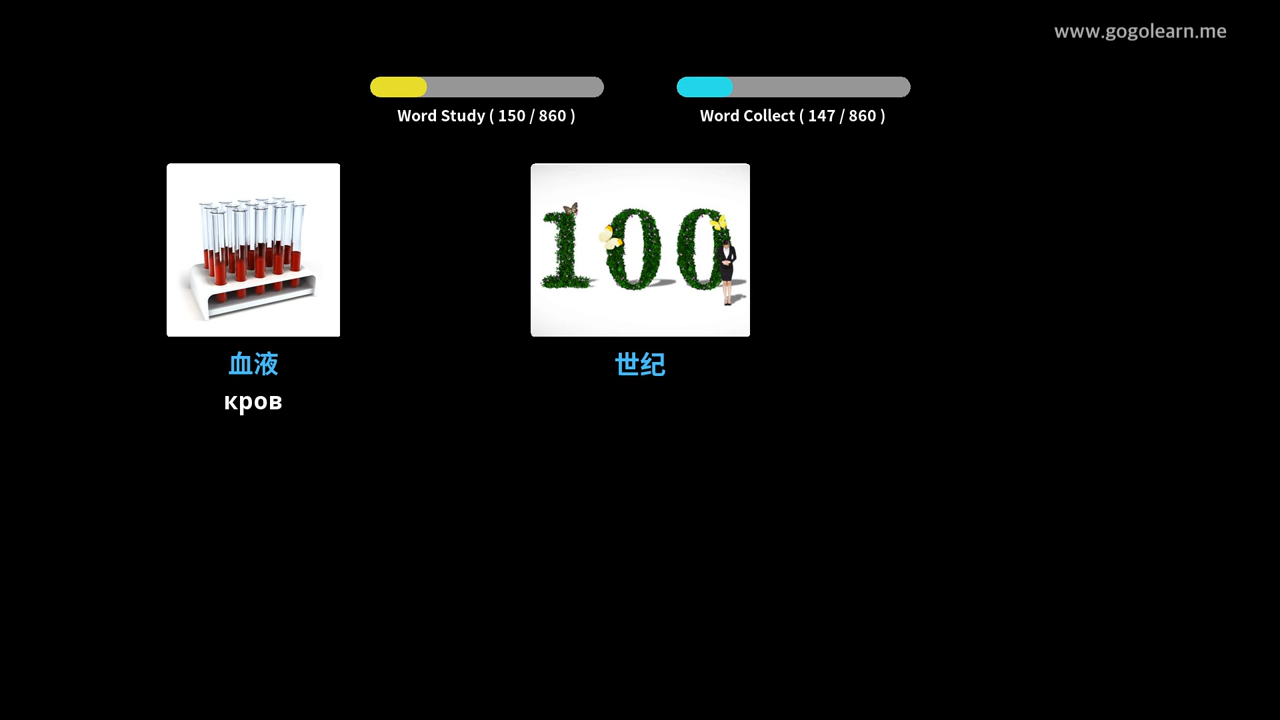 www.gogolearn.me
Word Study ( 150 / 860 )
Word Collect ( 147 / 860 )
100
血液
世纪
кров